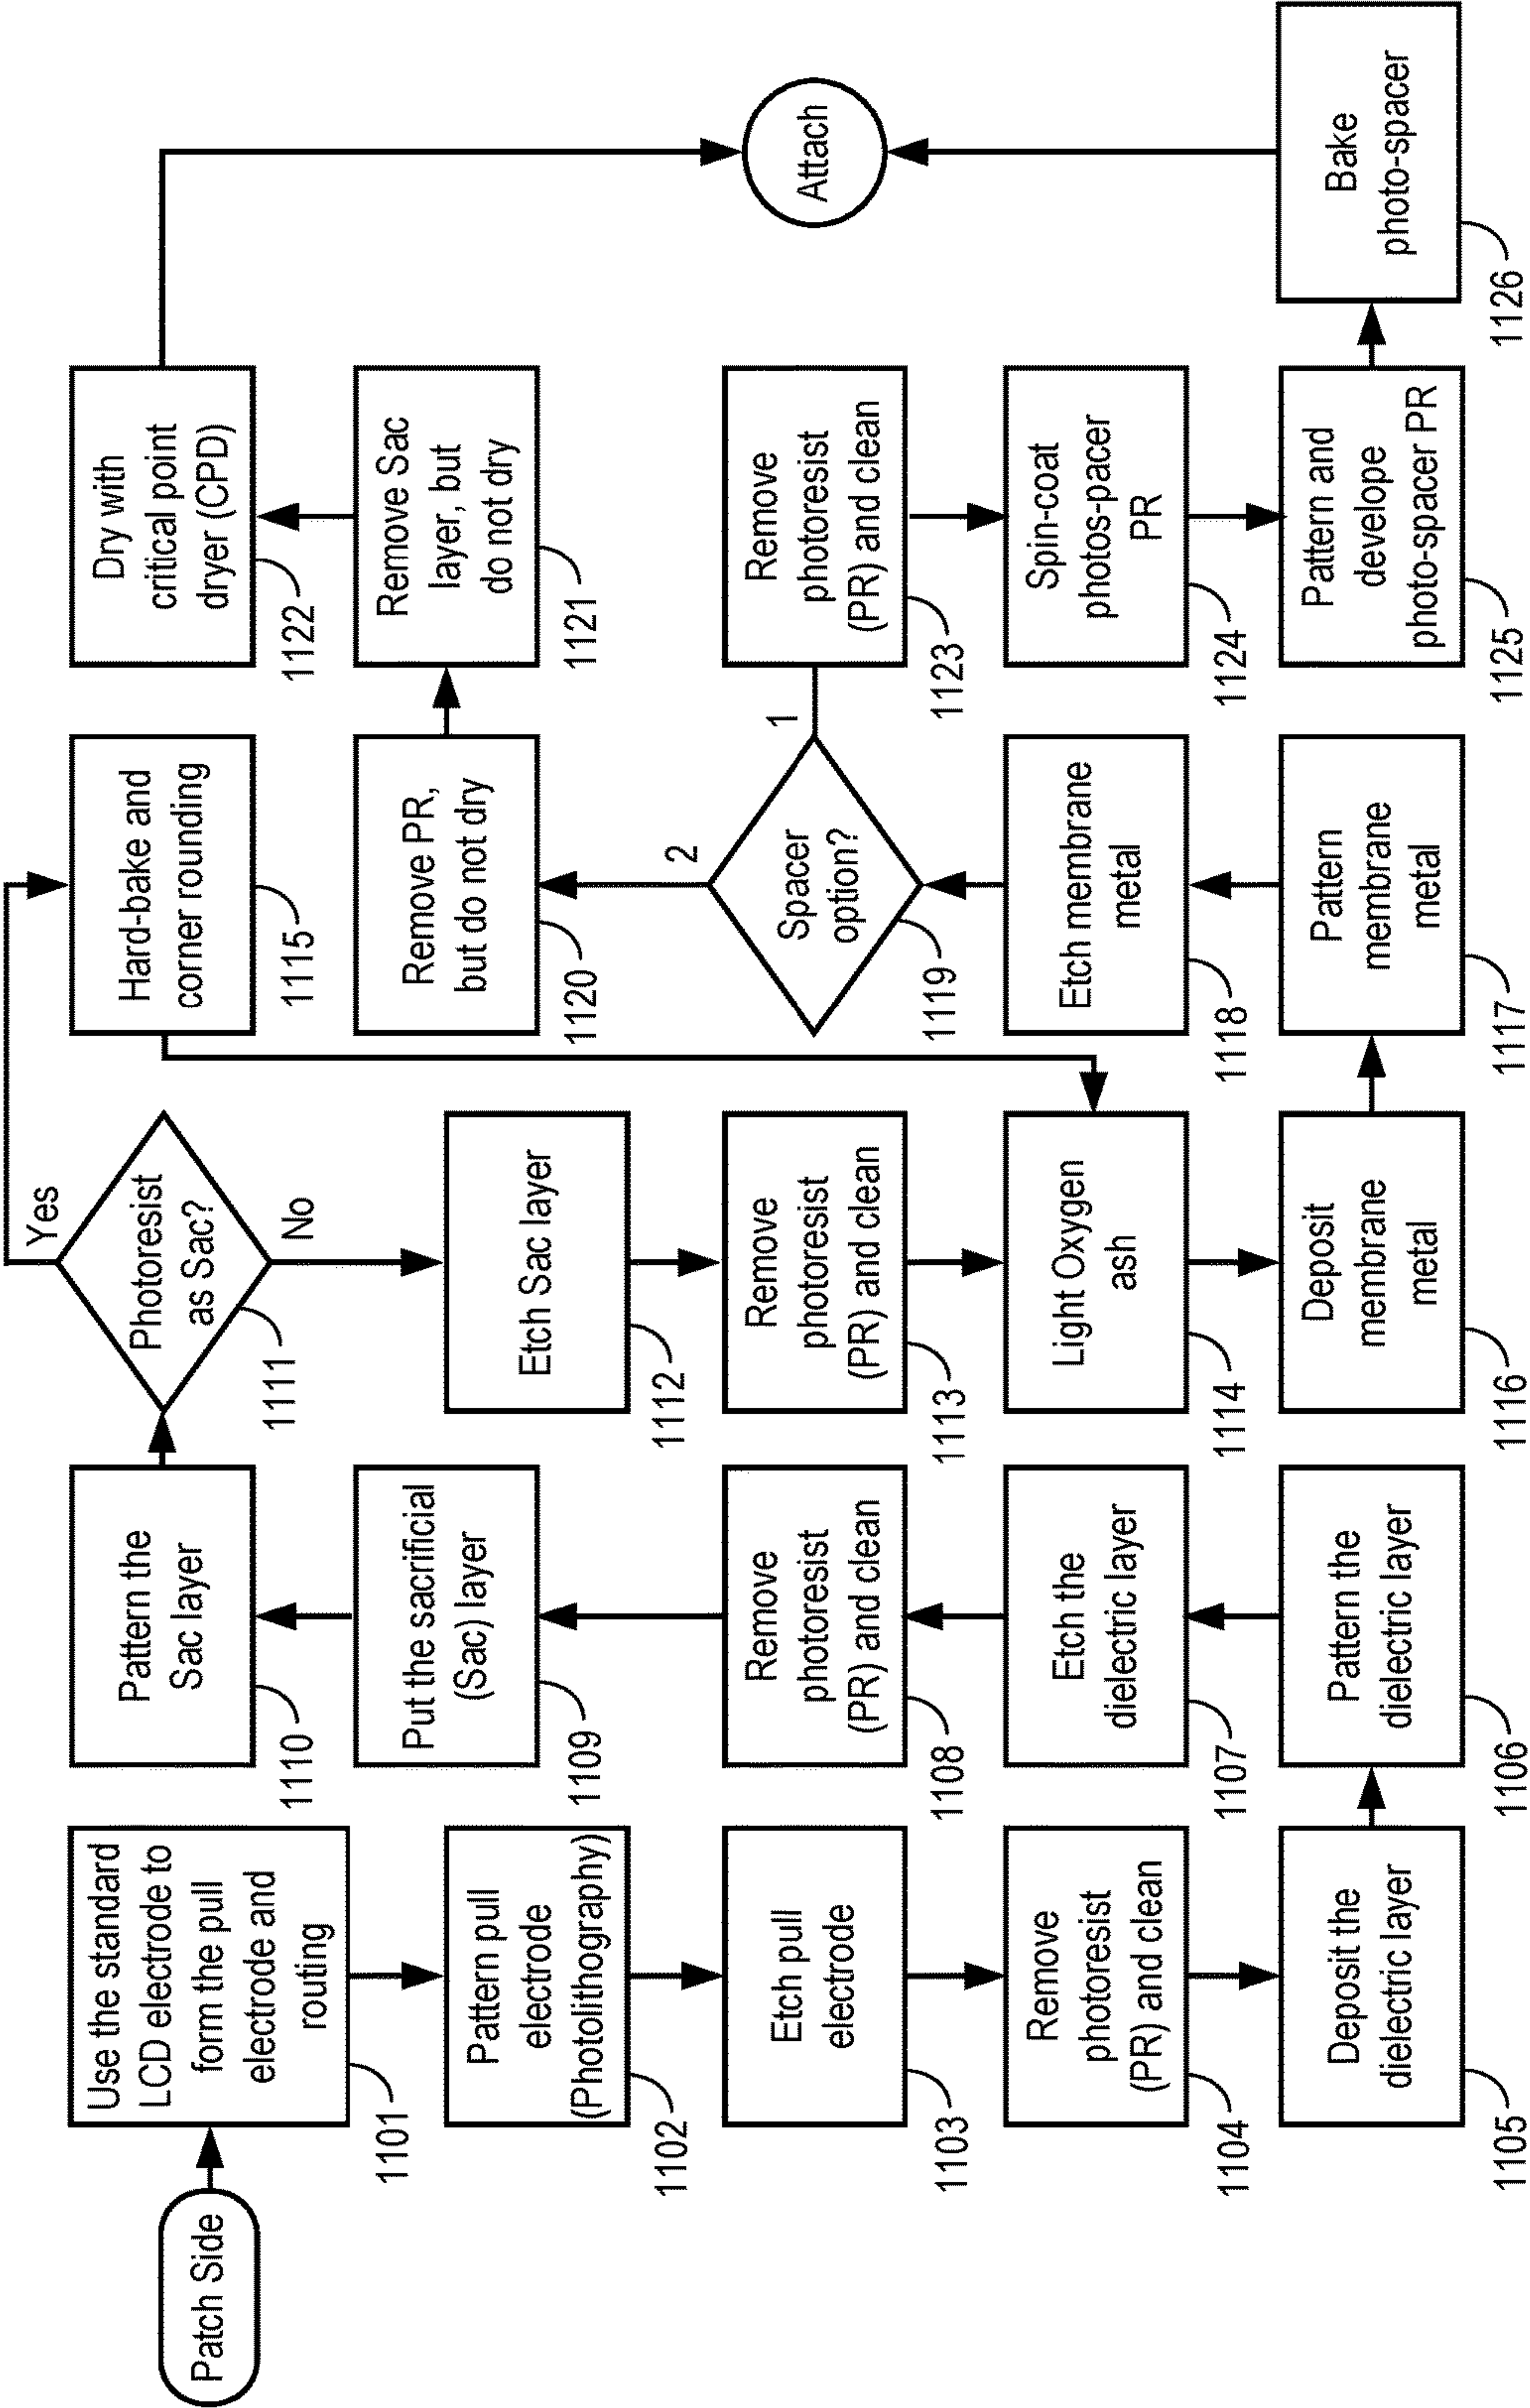 Patch Side
Use the standard
LCD electrode to
form the pull
electrode and
routing
1101
Pattern pull
electrode
(Photolithography)
1102
Etch pull
electrode
1103
Remove
photoresist
(PR) and clean
1104
Deposit the
dielectric layer
1105
Pattern the
dielectric layer
1106
Etch the
dielectric layer
1107
Remove
photoresist
(PR) and clean
1108
Put the sacrificial
(Sac) layer
1109
Pattern the
Sac layer
1110
Photoresist
as Sac?
1111
Yes
No
Etch Sac layer
1112
Remove
photoresist
(PR) and clean
1113
Light Oxygen
ash
1114
Hard-bake and
corner rounding
1115
Deposit
membrane
metal
1116
Pattern
membrane
metal
1117
Etch membrane
metal
1118
Spacer
option?
1119
2
1
Remove PR,
but do not dry
1120
Remove Sac
layer, but
do not dry
1121
Dry with
critical point
dryer (CPD)
1122
Remove
photoresist
(PR) and clean
1123
Spin-coat
photos-pacer
PR
1124
Pattern and
develope
photo-spacer PR
1125
Bake
photo-spacer
1126
Attach